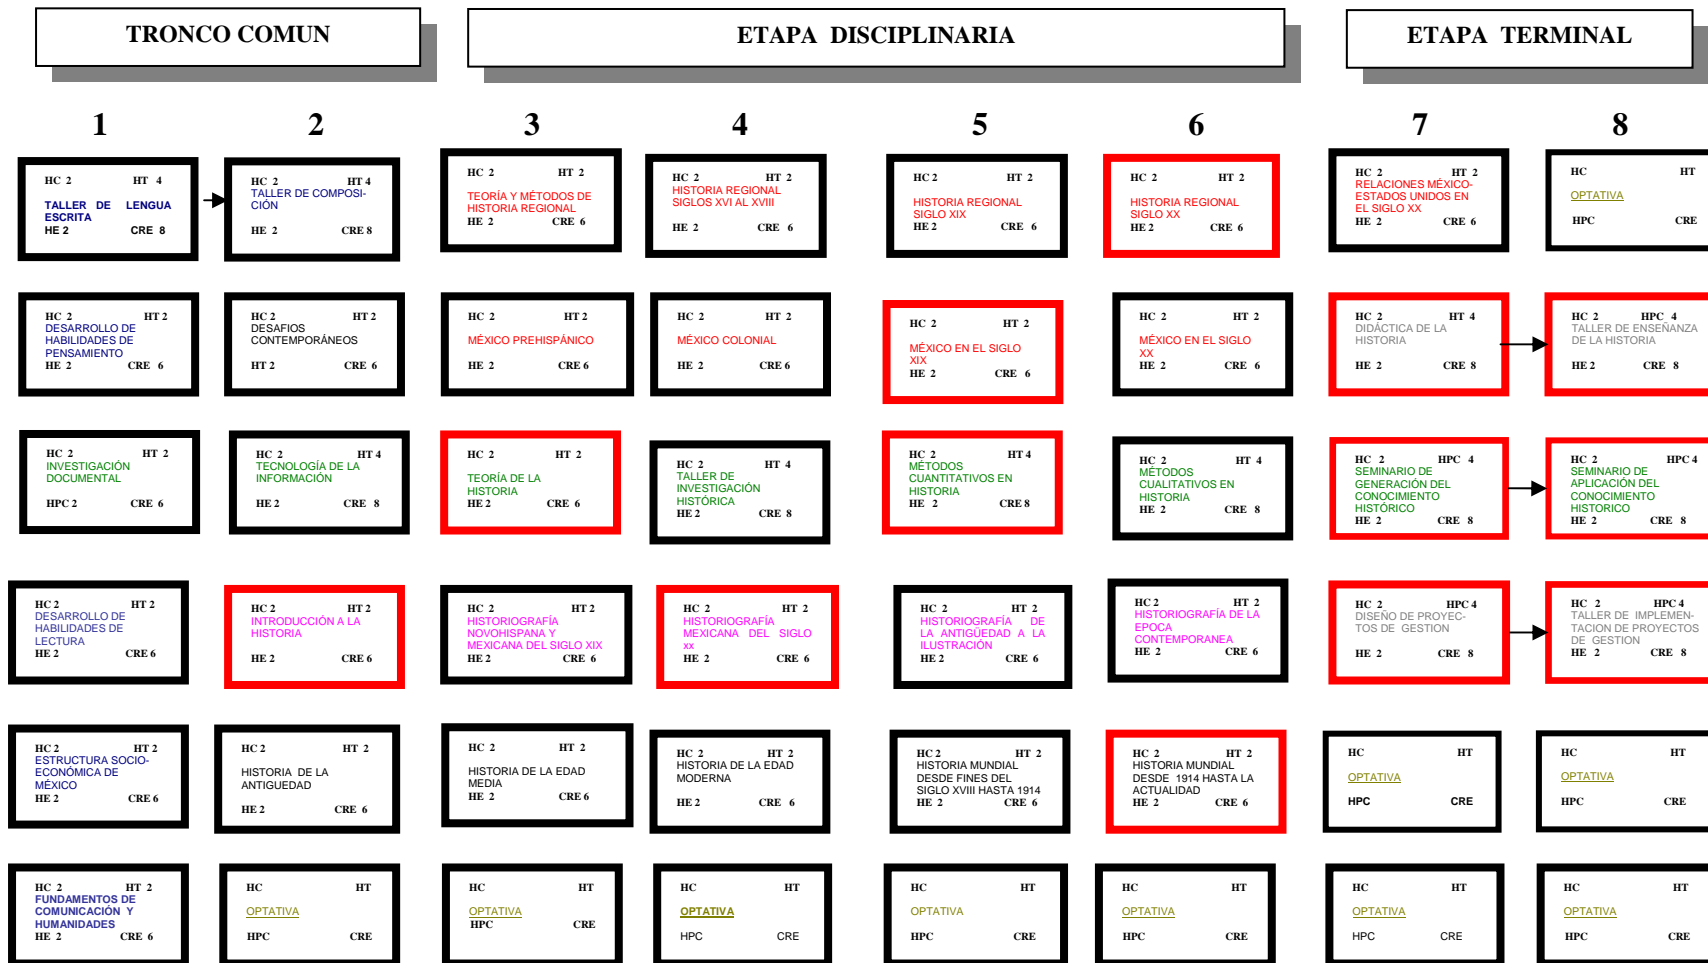 TRONCO COMUN
ETAPA DISCIPLINARIA
ETAPA TERMINAL
1
2
3
4
5
6
7
8
HC 2 HT 4
TALLER DE LENGUA
ESCRITA
HE 2 CRE 8
HC 2 HT 4
TALLER DE COMPOSI-
CIÓN
HE 2 CRE 8
HC 2 HT 2
TEORÍA Y MÉTODOS DE
HISTORIA REGIONAL
HE 2 CRE 6
HC 2 HT 2
HISTORIA REGIONAL
SIGLOS XVI AL XVIII
HE 2 CRE 6
HC 2 HT 2
HISTORIA REGIONAL
SIGLO XIX
HE 2 CRE 6
HC 2 HT 2
HISTORIA REGIONAL
SIGLO XX
HE 2 CRE 6
HC 2 HT 2
RELACIONES MÉXICO-
ESTADOS UNIDOS EN
EL SIGLO XX
HE 2 CRE 6
HC HT
OPTATIVA
HPC CRE
HC 2 HT 2
DESARROLLO DE
HABILIDADES DE
PENSAMIENTO
HE 2 CRE 6
HC 2 HT 2
DESAFIOS
CONTEMPORÁNEOS
HT 2 CRE 6
HC 2 HT 2
MÉXICO PREHISPÁNICO
HE 2 CRE 6
HC 2 HT 2
MÉXICO COLONIAL
HE 2 CRE 6
HC 2 HT 2
MÉXICO EN EL SIGLO
XIX
HE 2 CRE 6
HC 2 HT 2
MÉXICO EN EL SIGLO
XX
HE 2 CRE 6
HC 2 HT 4
DIDÁCTICA DE LA
HISTORIA
HE 2 CRE 8
HC 2 HPC 4
TALLER DE ENSEÑANZA
DE LA HISTORIA
HE 2 CRE 8
HC 2 HT 2
INVESTIGACIÓN
DOCUMENTAL
HPC 2 CRE 6
HC 2 HT 4
TECNOLOGÍA DE LA
INFORMACIÓN
HE 2 CRE 8
HC 2 HT 2
TEORÍA DE LA
HISTORIA
HE 2 CRE 6
HC 2 HT 4
TALLER DE
INVESTIGACIÓN
HISTÓRICA
HE 2 CRE 8
HC 2 HT 4
MÉTODOS
CUANTITATIVOS EN
HISTORIA
HE 2 CRE 8
HC 2 HT 4
MÉTODOS
CUALITATIVOS EN
HISTORIA
HE 2 CRE 8
HC 2 HPC 4
SEMINARIO DE
GENERACIÓN DEL
CONOCIMIENTO
HISTÓRICO
HE 2 CRE 8
HC 2 HPC 4
SEMINARIO DE
APLICACIÓN DEL
CONOCIMIENTO
HISTORICO
HE 2 CRE 8
HC 2 HT 2
DESARROLLO DE
HABILIDADES DE
LECTURA
HE 2 CRE 6
HC 2 HT 2
INTRODUCCIÓN A LA
HISTORIA
HE 2 CRE 6
HC 2 HT 2
HISTORIOGRAFÍA
NOVOHISPANA Y
MEXICANA DEL SIGLO XIX
HE 2 CRE 6
HC 2 HT 2
HISTORIOGRAFÍA
MEXICANA DEL SIGLO
xx
HE 2 CRE 6
HC 2 HT 2
HISTORIOGRAFÍA DE
LA ANTIGÜEDAD A LA
ILUSTRACIÓN
HE 2 CRE 6
HC 2 HT 2
HISTORIOGRAFÍA DE LA
EPOCA
CONTEMPORANEA
HE 2 CRE 6
HC 2 HPC 4
DISEÑO DE PROYEC-
TOS DE GESTION
HE 2 CRE 8
HC 2 HPC 4
TALLER DE IMPLEMEN-
TACION DE PROYECTOS
DE GESTION
HE 2 CRE 8
HC 2 HT 2
ESTRUCTURA SOCIO-
ECONÓMICA DE
MÉXICO
HE 2 CRE 6
HC 2 HT 2
HISTORIA DE LA
ANTIGUEDAD
HE 2 CRE 6
HC 2 HT 2
HISTORIA DE LA EDAD
MEDIA
HE 2 CRE 6
HC 2 HT 2
HISTORIA DE LA EDAD
MODERNA
HE 2 CRE 6
HC 2 HT 2
HISTORIA MUNDIAL
DESDE FINES DEL
SIGLO XVIII HASTA 1914
HE 2 CRE 6
HC 2 HT 2
HISTORIA MUNDIAL
DESDE 1914 HASTA LA
ACTUALIDAD
HE 2 CRE 6
HC HT
OPTATIVA
HPC CRE
HC HT
OPTATIVA
HPC CRE
HC 2 HT 2
FUNDAMENTOS DE
COMUNICACIÓN Y
HUMANIDADES
HE 2 CRE 6
HC HT
OPTATIVA
HPC CRE
HC HT
OPTATIVA
HPC CRE
HC HT
OPTATIVA
HPC CRE
HC HT
OPTATIVA
HPC CRE
HC HT
OPTATIVA
HPC CRE
HC HT
OPTATIVA
HPC CRE
HC HT
OPTATIVA
HPC CRE